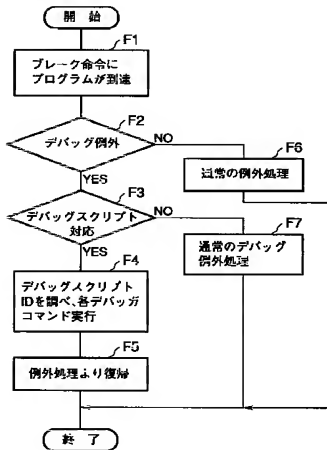 開 始
F1
ブレーク命令に
プログラムが到達
F2
デバッグ例外
NO
YES
F6
通常の例外処理
F3
デバッグスクリプト
対応
NO
YES
F7
通常のデバッグ
例外処理
F4
デバッグスクリプト
IDを調べ、各デバッガ
コマンド実行
F5
例外処理より復帰
終 了